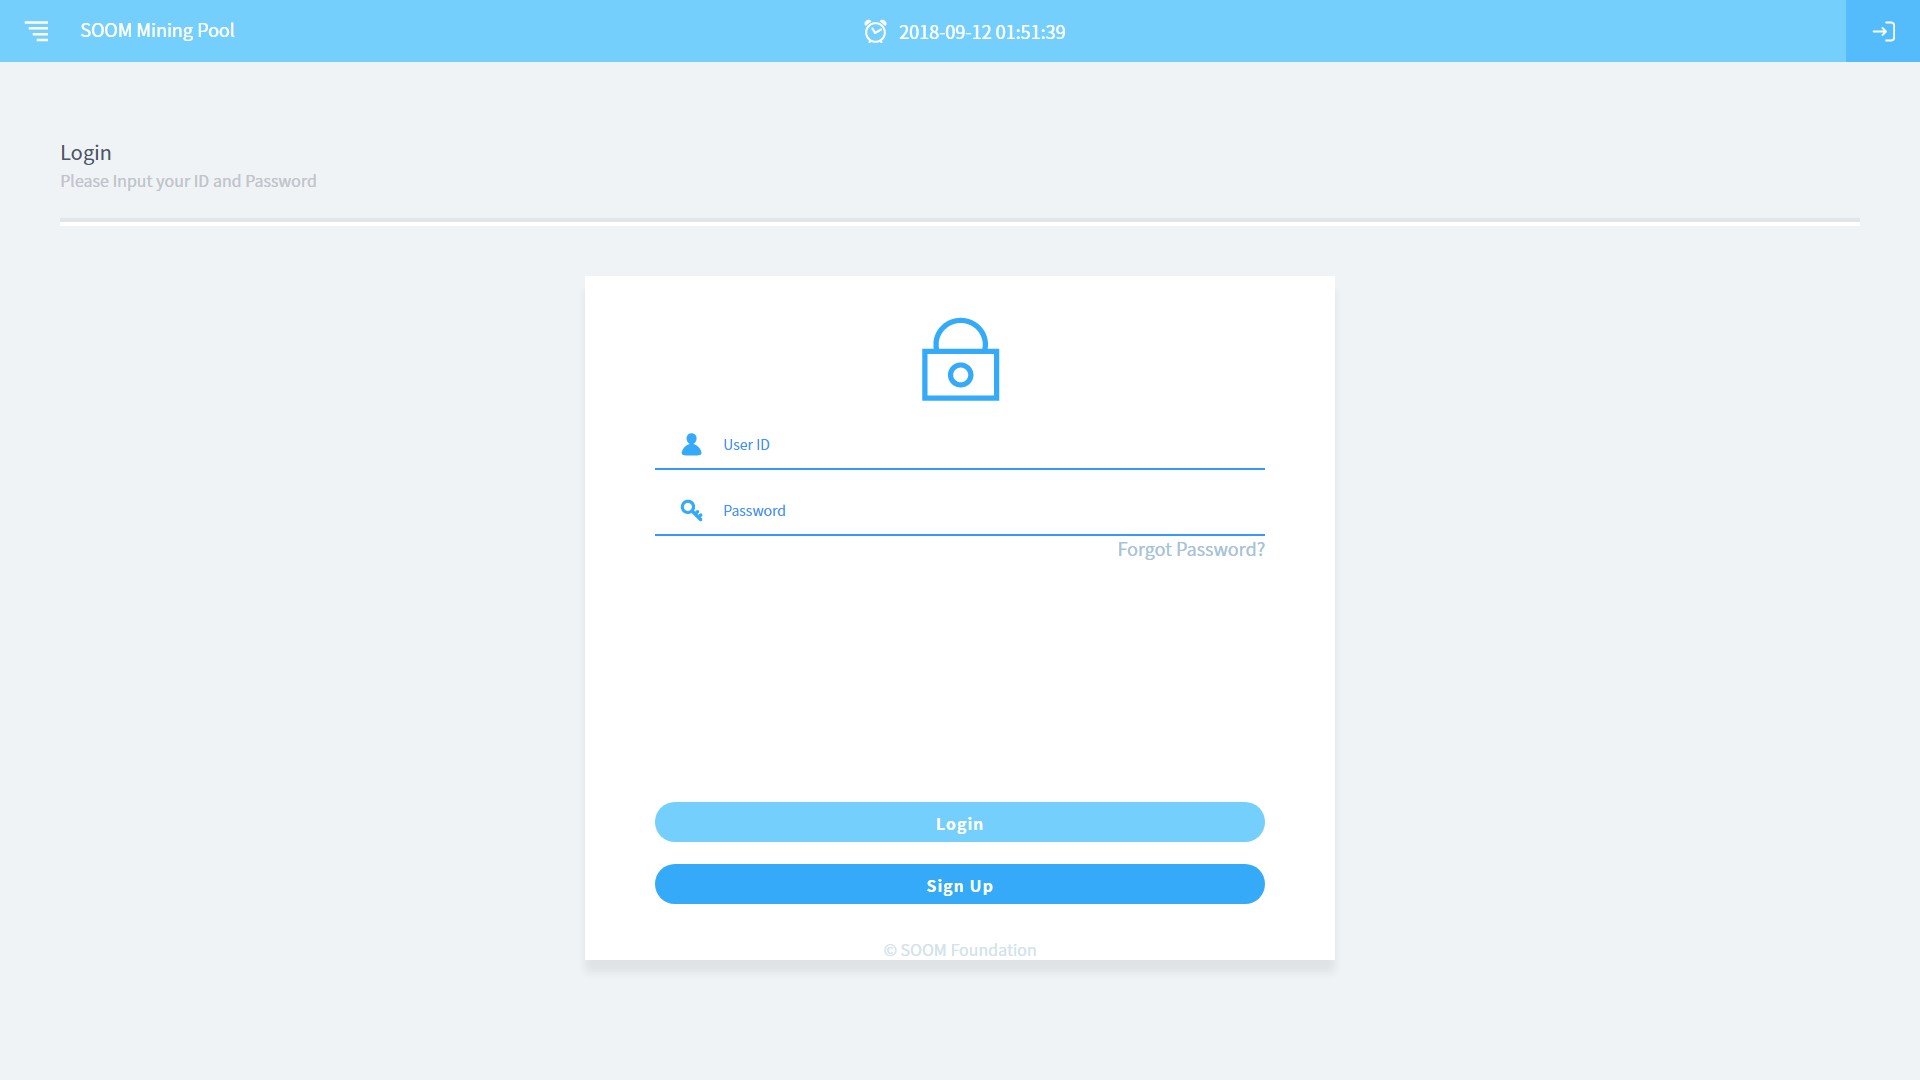 SOOM Mining Pool
2018-09-12 01:51:39
Login
Please Input your ID and Password
User ID
Password
Forgot Password?
Login
Sign Up
© SOOM Foundation